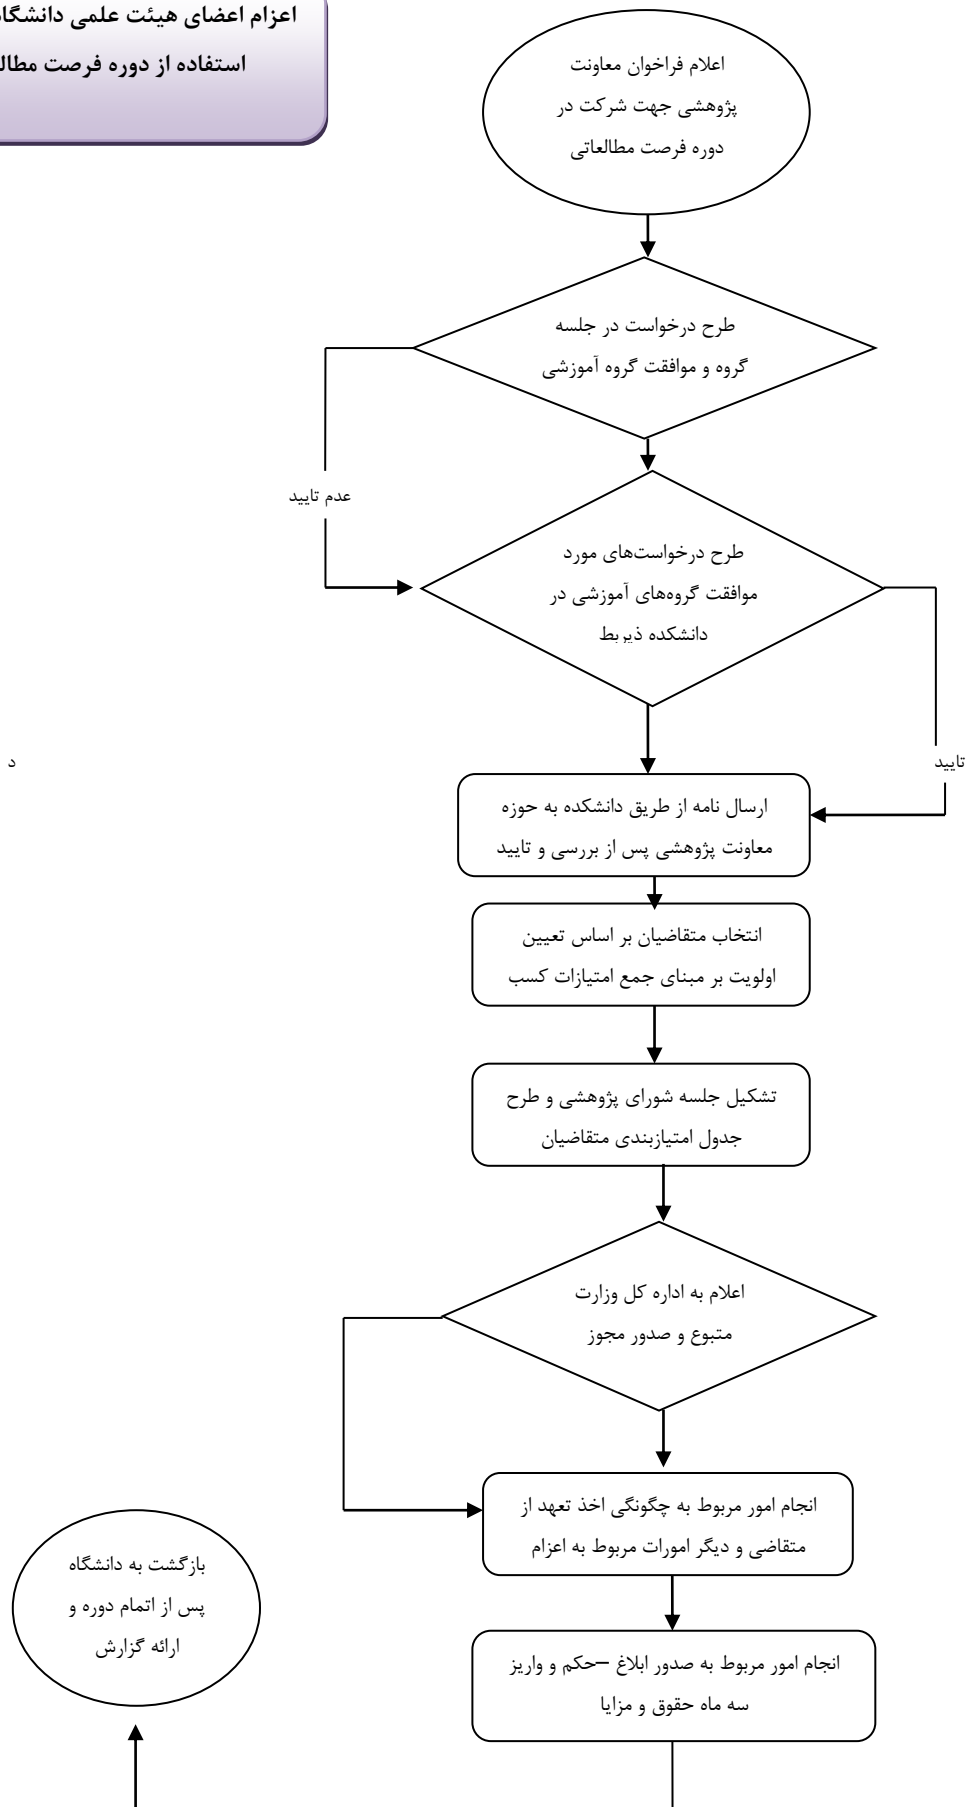 اعزام اعضای هیئت علمی
استفاده از دوره فرصت
اعلام فراخوان معاونت
پژوهشی جهت شرکت در
دوره فرصت مطالعاتی
طرح درخواست در جلسه
گروه و موافقت گروه آموزشی
عدم تایید
طرح درخواست‌های مورد
موافقت گروه‌های آموزشی در
دانشکده ذیربط
تایید
د
ارسال نامه از طریق دانشکده به حوزه
معاونت پژوهشی پس از بررسی و تایید
انتخاب متقاضیان بر اساس تعیین
اولویت بر مبنای جمع امتیازات کسب
تشکیل جلسه شورای پژوهشی و طرح
جدول امتیازبندی متقاضیان
اعلام به اداره کل وزارت
متبوع و صدور مجوز
انجام امور مربوط به چگونگی اخذ تعهد از
متقاضی و دیگر امورات مربوط به اعزام
انجام امور مربوط به صدور ابلاغ –حکم و واریز
سه ماه حقوق و مزایا
بازگشت به دانشگاه
پس از اتمام دوره و
ارائه گزارش